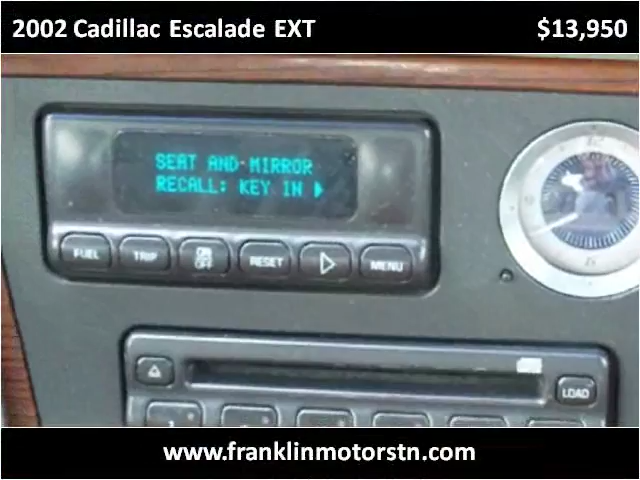 2002 Cadillac Escalade EXT $13,950
SEAT AND MIRROR
RECALL: KEY IN
FUEL TRIP ON OFF RESET MENU
LOAD
www.franklinmotorstn.com